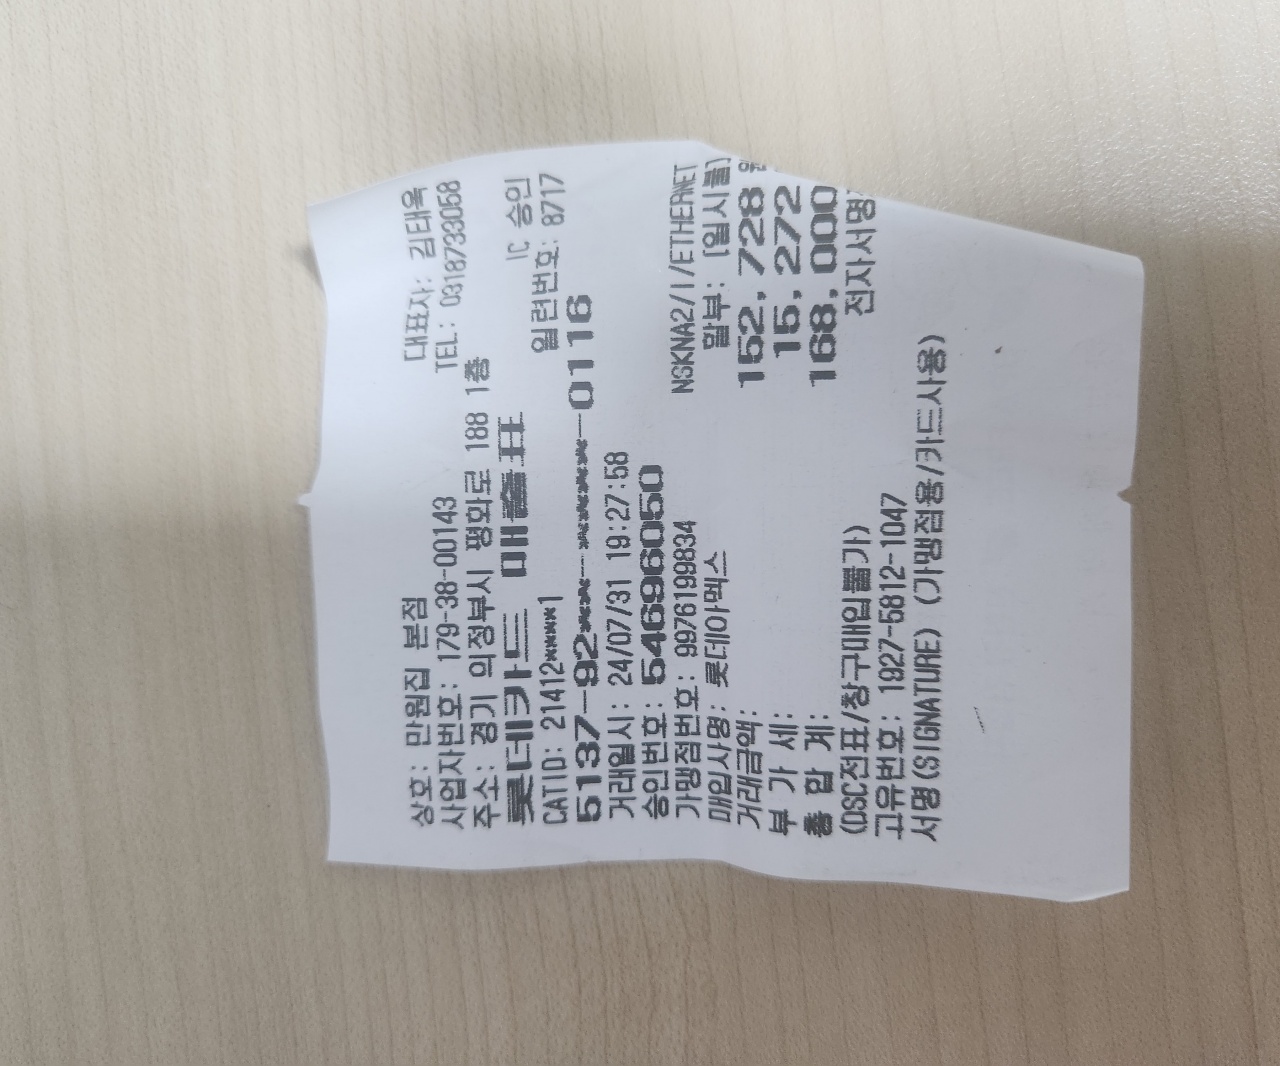 상호: 만원집 본점 대표자: 김태욱
사업자번호: 179-38-00143 TEL: 0318733058
주소: 경기 의정부시 평화로 188 1층
롯데카드 매출표 IC 승인
CATID: 21412****1 일련번호: 8717
5137-92**-****-0116
거래일시: 24/07/31 19:27:58
승인번호: 54696050
가맹점번호: 9976199834 NSKNA2/I/ETHERNET
매입사명: 롯데아멕스 할부: [일시불]
거래금액: 152,728 원
부 가 세: 15,272
총 합 계: 168,000
(DSC전표/창구매입불가) 전자서명
고유번호: 1927-5812-1047
서명(SIGNATURE) (가맹점용/카드사용)